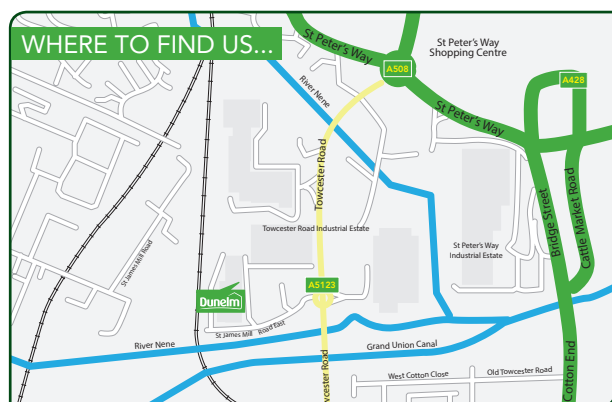 WHERE TO FIND US...
St Peter's Way
St Peter's Way
Shopping Centre
A508
A428
River Nene
St Peter's Way
Towcester Road
Bridge Street
Cattle Market Road
Towcester Road Industrial Estate
St Peter's Way
Industrial Estate
St James Mill Road
A5123
Dunelm
St James Mill Road East
River Nene
Grand Union Canal
West Cotton Close
Old Towcester Road
Cotton End
wcester Road